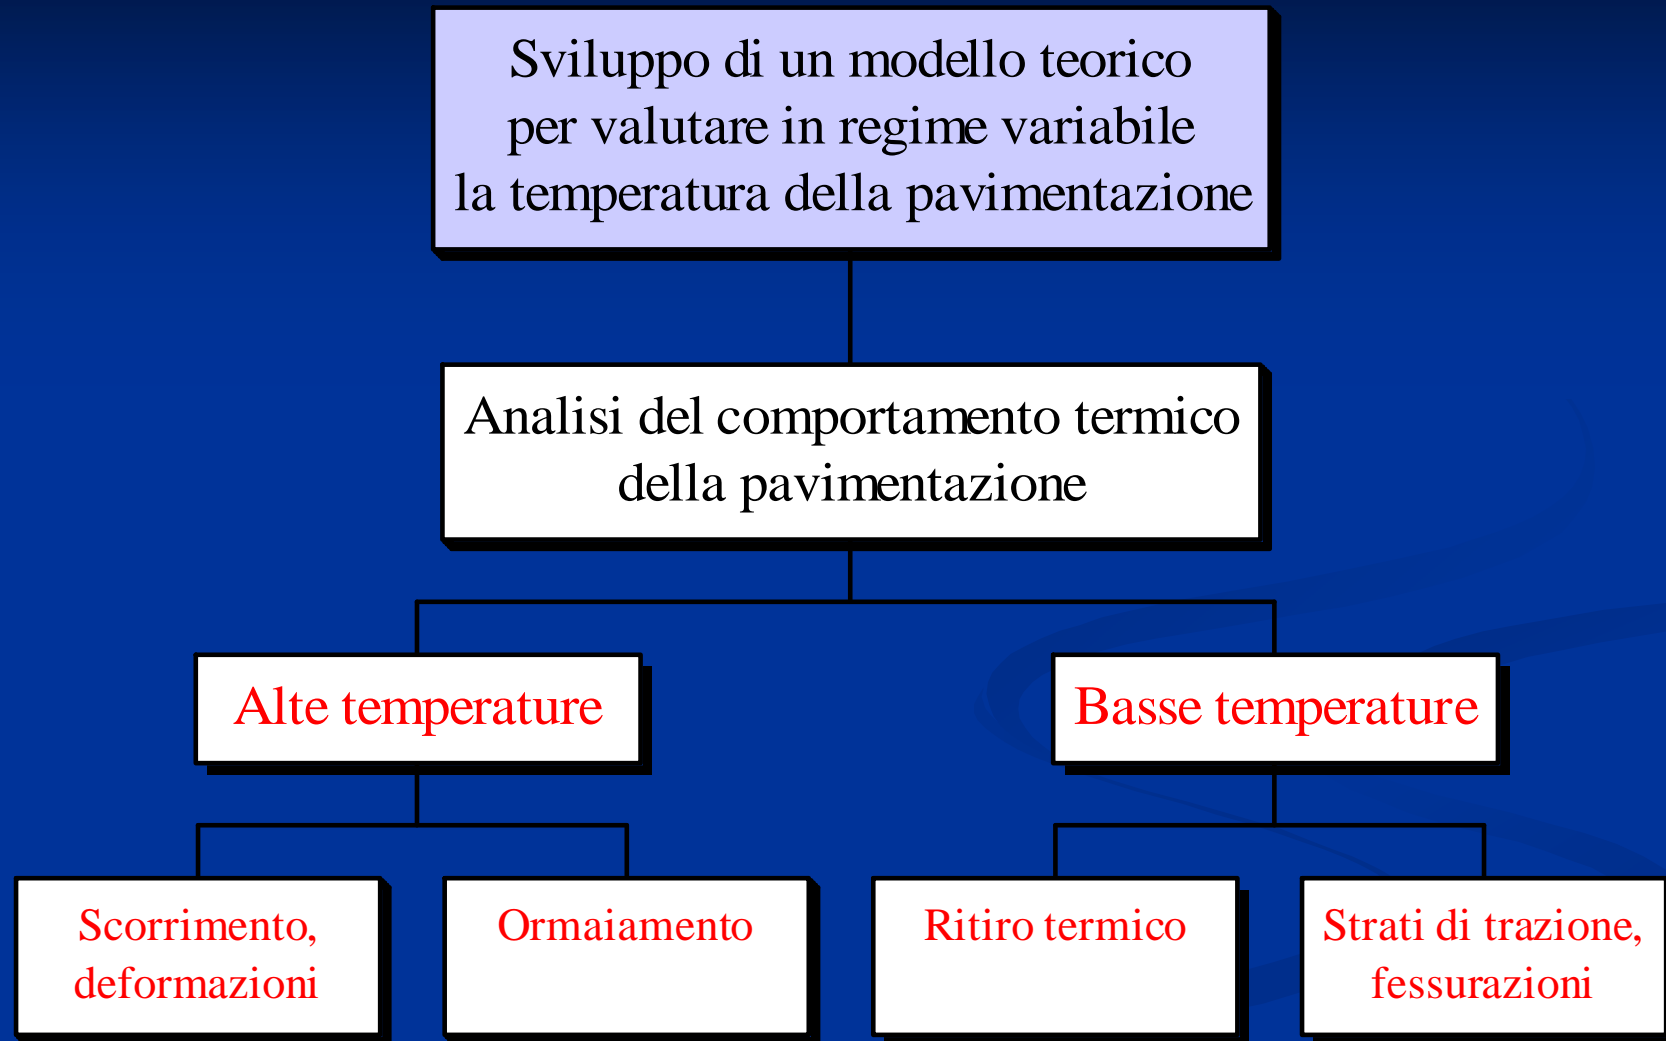 Sviluppo di un modello teorico
per valutare in regime variabile
la temperatura della pavimentazione
Analisi del comportamento termico
della pavimentazione
Alte temperature
Basse temperature
Scorrimento,
deformazioni
Ormaiamento
Ritiro termico
Strati di trazione,
fessurazioni